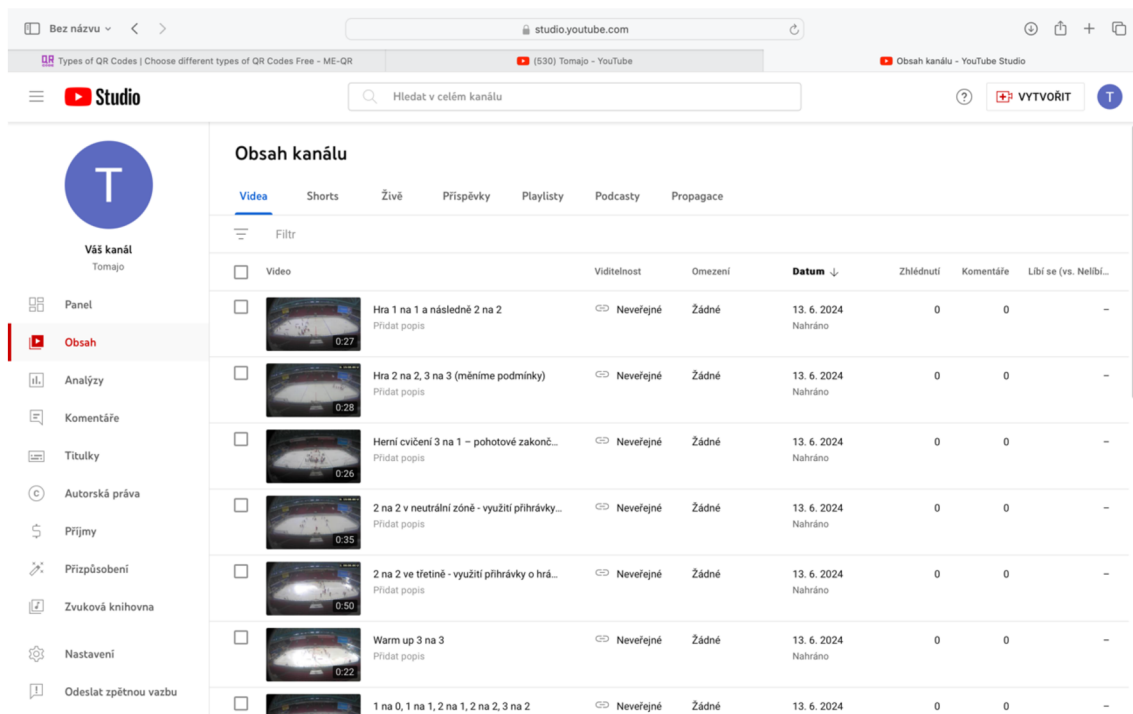 Bez názvu
studio.youtube.com
QR Types of QR Codes | Choose different types of QR Codes Free - ME-QR
(530) Tomajo - YouTube
Obsah kanálu - YouTube Studio
Studio
Hledat v celém kanálu
VYTVOŘIT
T
T
Váš kanál
Tomajo
Panel
Obsah
Analýzy
Komentáře
Titulky
Autorská práva
Příjmy
Přizpůsobení
Zvuková knihovna
Nastavení
Odeslat zpětnou vazbu
Obsah kanálu
Videa Shorts Živě Příspěvky Playlisty Podcasty Propagace
Filtr
Video Viditelnost Omezení Datum Zhlédnutí Komentáře Líbí se (vs. Nelíbí...
Hra 1 na 1 a následně 2 na 2 Neveřejné Žádné 13. 6. 2024 0 0 –
Přidat popis Nahráno
0:27
Hra 2 na 2, 3 na 3 (měníme podmínky) Neveřejné Žádné 13. 6. 2024 0 0 –
Přidat popis Nahráno
0:28
Herní cvičení 3 na 1 – pohotové zakonč... Neveřejné Žádné 13. 6. 2024 0 0 –
Přidat popis Nahráno
0:26
2 na 2 v neutrální zóně - využití přihrávky... Neveřejné Žádné 13. 6. 2024 0 0 –
Přidat popis Nahráno
0:35
2 na 2 ve třetině - využití přihrávky o hrá... Neveřejné Žádné 13. 6. 2024 0 0 –
Přidat popis Nahráno
0:50
Warm up 3 na 3 Neveřejné Žádné 13. 6. 2024 0 0 –
Přidat popis Nahráno
0:22
1 na 0, 1 na 1, 2 na 1, 2 na 2, 3 na 2 Neveřejné Žádné 13. 6. 2024 0 0 –